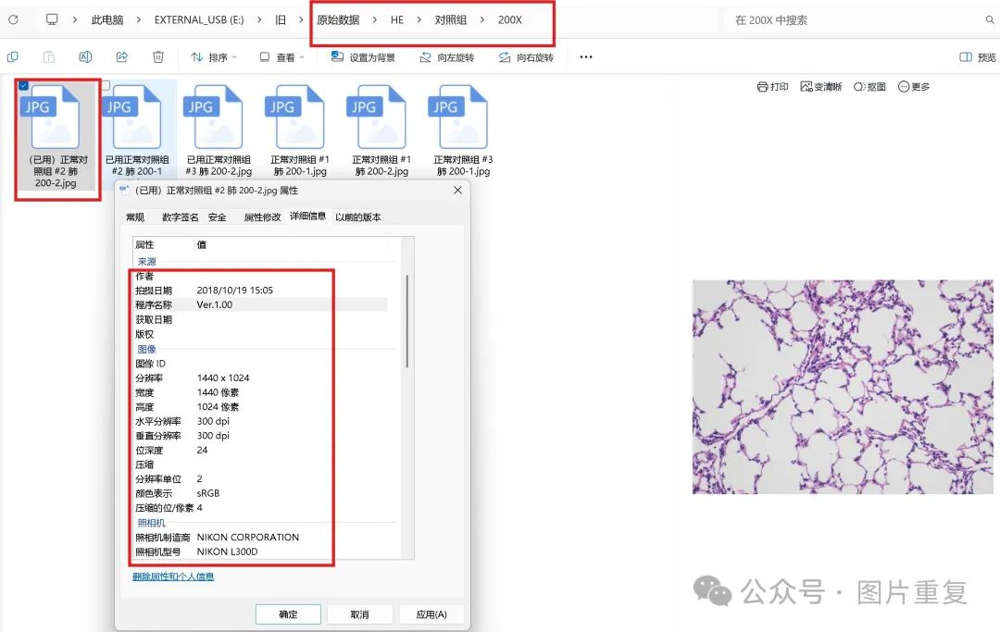 此电脑 > EXTERNAL_USB (E:) > 旧 > 原始数据 > HE > 对照组 > 200X
在 200X 中搜索
排序
查看
设置为背景
向左旋转
向右旋转
预览
打印
变清晰
抠图
更多
JPG
JPG
JPG
JPG
JPG
JPG
（已用）正常对
照组 #2 肺
200-2.jpg
已用正常对照组
#2 肺 200-1
已用正常对照组
#3 肺 200-2.jpg
正常对照组 #1
肺 200-1.jpg
正常对照组 #1
肺 200-2.jpg
正常对照组 #3
肺 200-1.jpg
（已用）正常对照组 #2 肺 200-2.jpg 属性
常规 数字签名 安全 属性修改 详细信息 以前的版本
属性 值
来源
作者
拍摄日期 2018/10/19 15:05
程序名称 Ver.1.00
获取日期
版权
图像
图像 ID
分辨率 1440 x 1024
宽度 1440 像素
高度 1024 像素
水平分辨率 300 dpi
垂直分辨率 300 dpi
位深度 24
压缩
分辨率单位 2
颜色表示 sRGB
压缩的位/像素 4
照相机
照相机制造商 NIKON CORPORATION
照相机型号 NIKON L300D
删除属性和个人信息
确定
取消
应用(A)
公众号 · 图片重复